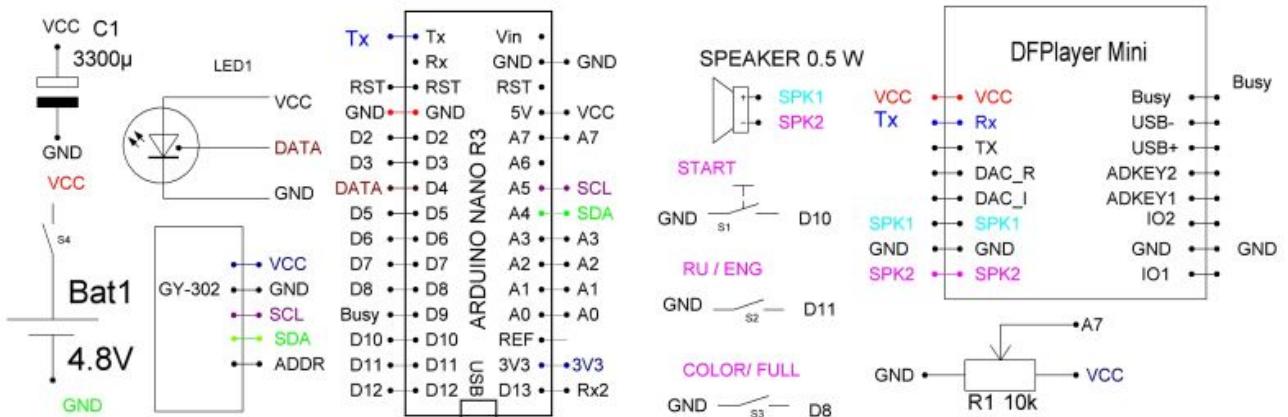 VCC
C1
3300µ
GND
LED1
VCC
DATA
GND
VCC
S4
Bat1
4.8V
GND
GY-302
VCC
GND
SCL
SDA
ADDR
ARDUINO NANO R3
USB
Tx Tx Vin
Rx GND GND
RST RST RST
GND GND 5V VCC
D2 D2 A7 A7
D3 D3 A6
DATA D4 A5 SCL
D5 D5 A4 SDA
D6 D6 A3 A3
D7 D7 A2 A2
D8 D8 A1 A1
Busy D9 A0 A0
D10 D10 REF
D11 D11 3V3 3V3
D12 D12 D13 Rx2
SPEAKER 0.5 W
+ SPK1
- SPK2
START
GND S1 D10
RU / ENG
GND S2 D11
COLOR/ FULL
GND S3 D8
DFPlayer Mini
VCC VCC Busy Busy
Tx Rx USB-
TX USB+
DAC_R ADKEY2
DAC_I ADKEY1
SPK1 SPK1 IO2
GND GND GND GND
SPK2 SPK2 IO1
A7
GND VCC
R1 10k